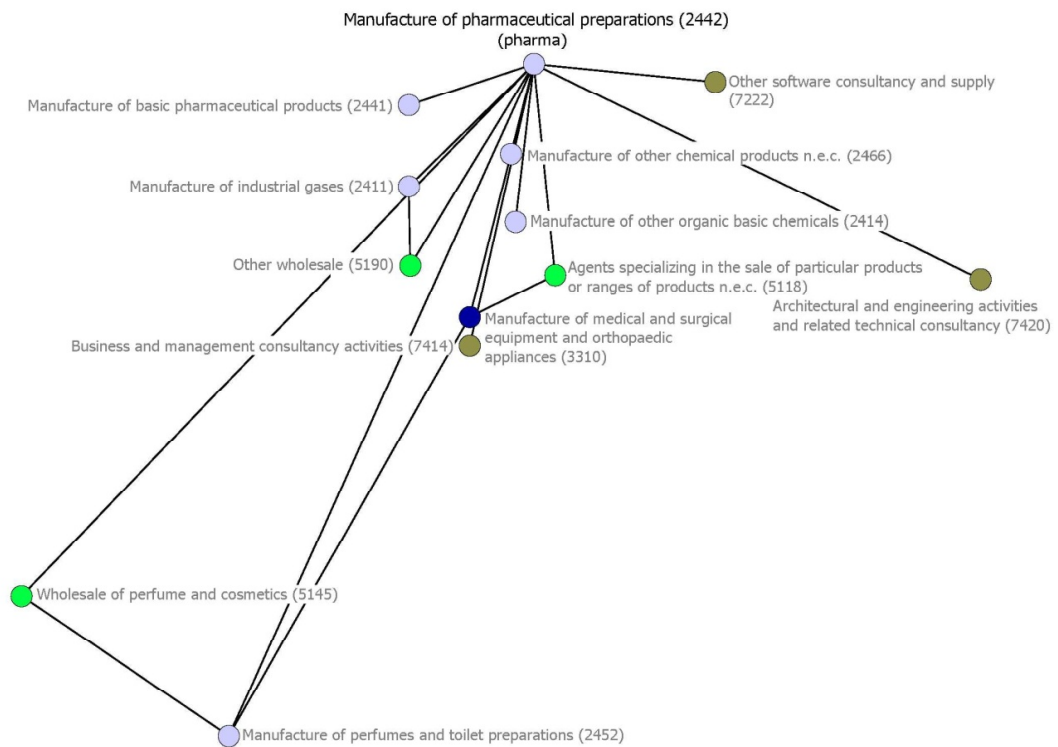 Manufacture of pharmaceutical preparations (2442)
(pharma)
Other software consultancy and supply
(7222)
Manufacture of basic pharmaceutical products (2441)
Manufacture of other chemical products n.e.c. (2466)
Manufacture of industrial gases (2411)
Manufacture of other organic basic chemicals (2414)
Other wholesale (5190)
Agents specializing in the sale of particular products
or ranges of products n.e.c. (5118)
Architectural and engineering activities
and related technical consultancy (7420)
Manufacture of medical and surgical
equipment and orthopaedic
appliances (3310)
Business and management consultancy activities (7414)
Wholesale of perfume and cosmetics (5145)
Manufacture of perfumes and toilet preparations (2452)